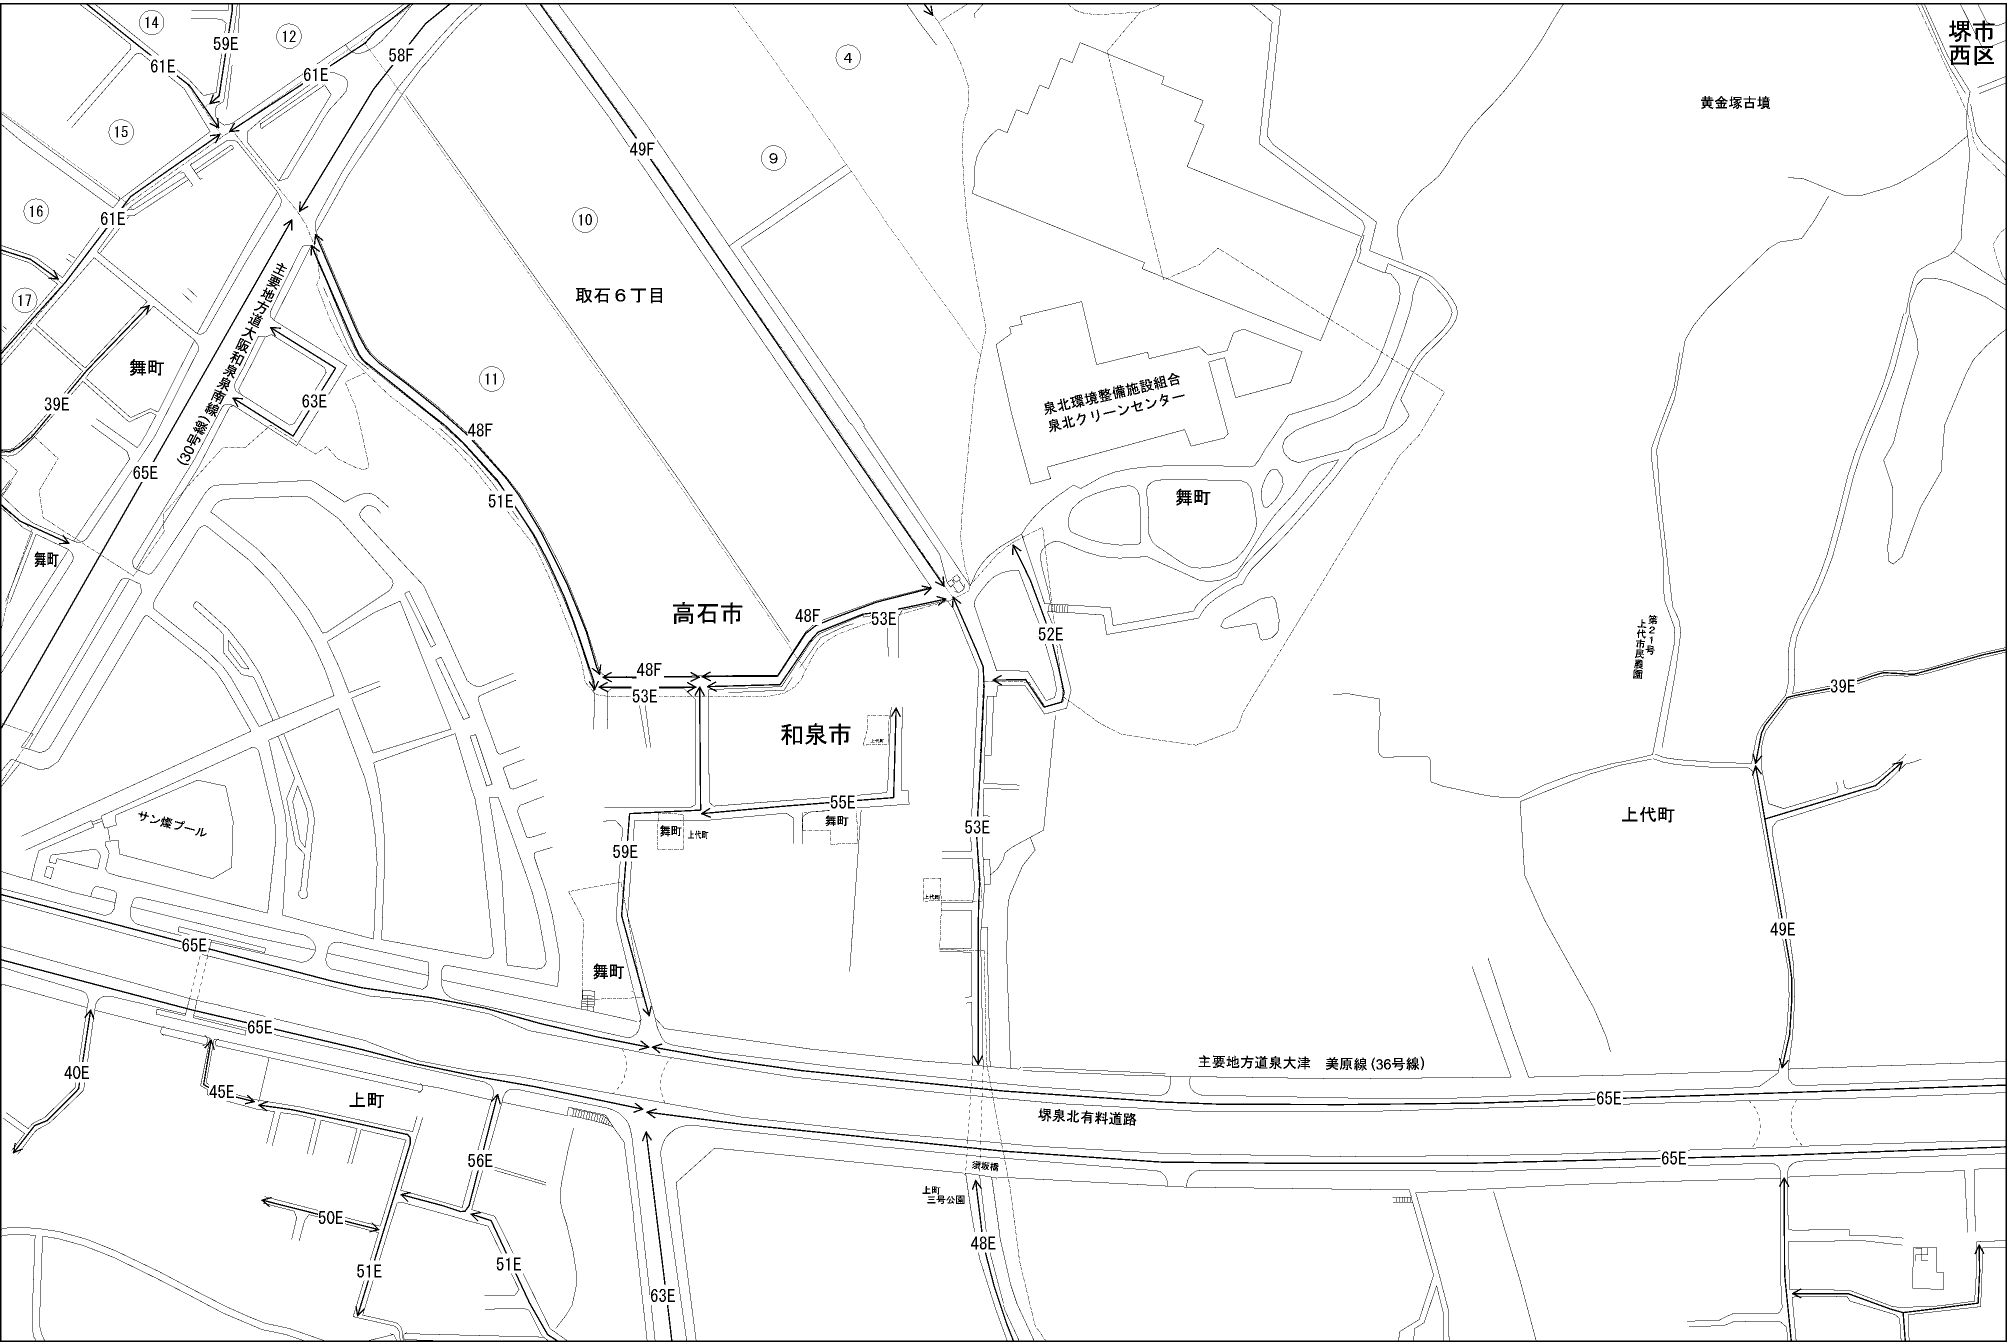 14
12
59E
61E
58F
61E
堺市
西区
4
黄金塚古墳
15
49F
9
16
61E
10
17
主要地方道大阪和泉泉南線
(30号線)
取石6丁目
舞町
11
39E
63E
泉北環境整備施設組合
泉北クリーンセンター
48F
65E
51E
舞町
舞町
高石市
48F
53E
52E
第21号
上代市民農園
48F
53E
39E
和泉市
上代町
55E
サン燦プール
舞町
上代町
舞町
53E
上代町
59E
上代町
65E
舞町
49E
65E
主要地方道泉大津 美原線(36号線)
40E
45E
上町
堺泉北有料道路
65E
56E
須坂橋
65E
上町
三号公園
50E
48E
51E
51E
63E